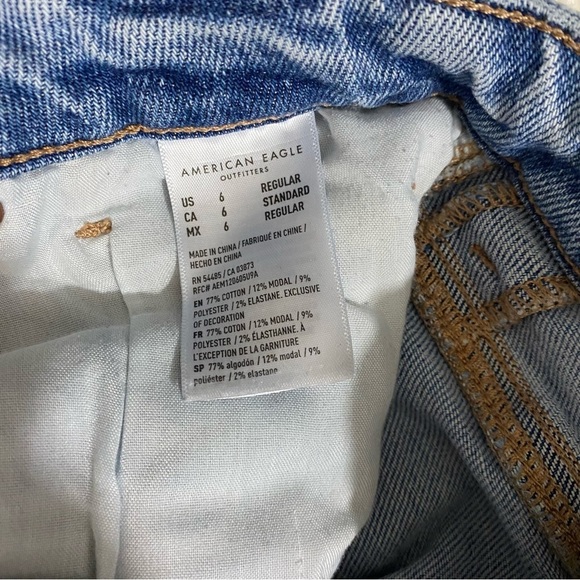 AMERICAN EAGLE
OUTFITTERS
US 6 REGULAR
CA 6 STANDARD
MX 6 REGULAR
MADE IN CHINA / FABRIQUÉ EN CHINE /
HECHO EN CHINA
RN 54485 / CA 03873
RFC# AEM120605U9A
EN 77% COTTON / 12% MODAL / 9%
POLYESTER / 2% ELASTANE. EXCLUSIVE
OF DECORATION
FR 77% COTON / 12% MODAL / 9%
POLYESTER / 2% ÉLASTHANNE. À
L'EXCEPTION DE LA GARNITURE
SP 77% algodón / 12% modal / 9%
poliéster / 2% elastane